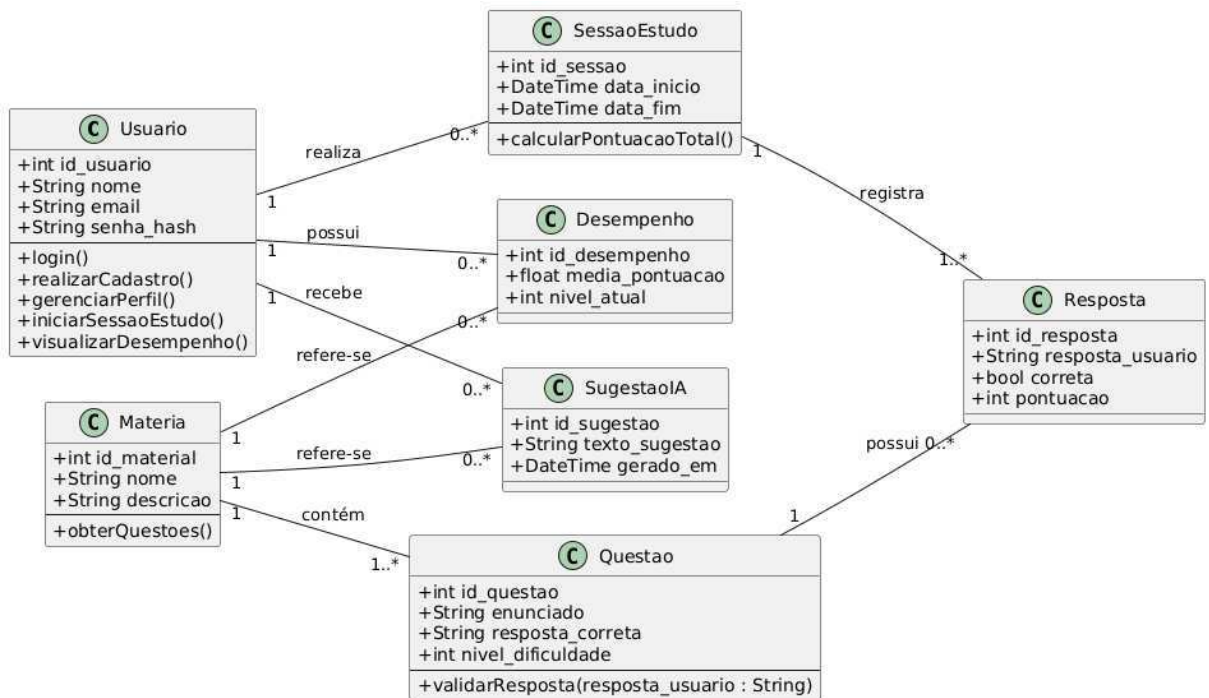 C SessaoEstudo
+int id_sessao
+DateTime data_inicio
+DateTime data_fim
+calcularPontuacaoTotal()
C Usuario
+int id_usuario
+String nome
+String email
+String senha_hash
+login()
+realizarCadastro()
+gerenciarPerfil()
+iniciarSessaoEstudo()
+visualizarDesempenho()
realiza
1
0..*
possui
1
0..*
recebe
1
0..*
C Desempenho
+int id_desempenho
+float media_pontuacao
+int nivel_atual
registra
1
1..*
C Resposta
+int id_resposta
+String resposta_usuario
+bool correta
+int pontuacao
C Materia
+int id_material
+String nome
+String descricao
+obterQuestoes()
refere-se
1
0..*
refere-se
1
0..*
contém
1
1..*
C SugestaoIA
+int id_sugestao
+String texto_sugestao
+DateTime gerado_em
possui 0..*
1
C Questao
+int id_questao
+String enunciado
+String resposta_correta
+int nivel_dificuldade
+validarResposta(resposta_usuario : String)